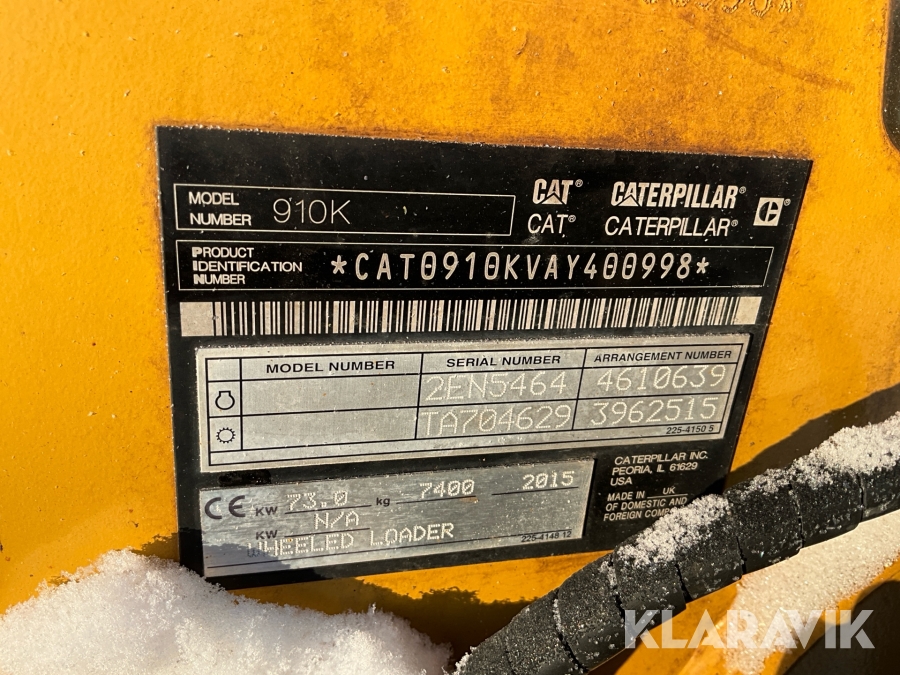 MODEL NUMBER 910K
CAT® CATERPILLAR®
CAT® CATERPILLAR®
PRODUCT IDENTIFICATION NUMBER *CAT0910KVAY400998*
MODEL NUMBER SERIAL NUMBER ARRANGEMENT NUMBER
2EN5464 4610639
TA704629 3962515
225-4150 5
CATERPILLAR INC.
PEORIA, IL 61629
USA
MADE IN UK
OF DOMESTIC AND
FOREIGN
CE KW 73.0 kg 7400 2015
KW N/A
WHEELED LOADER
225-4148 12
KLARAVIK